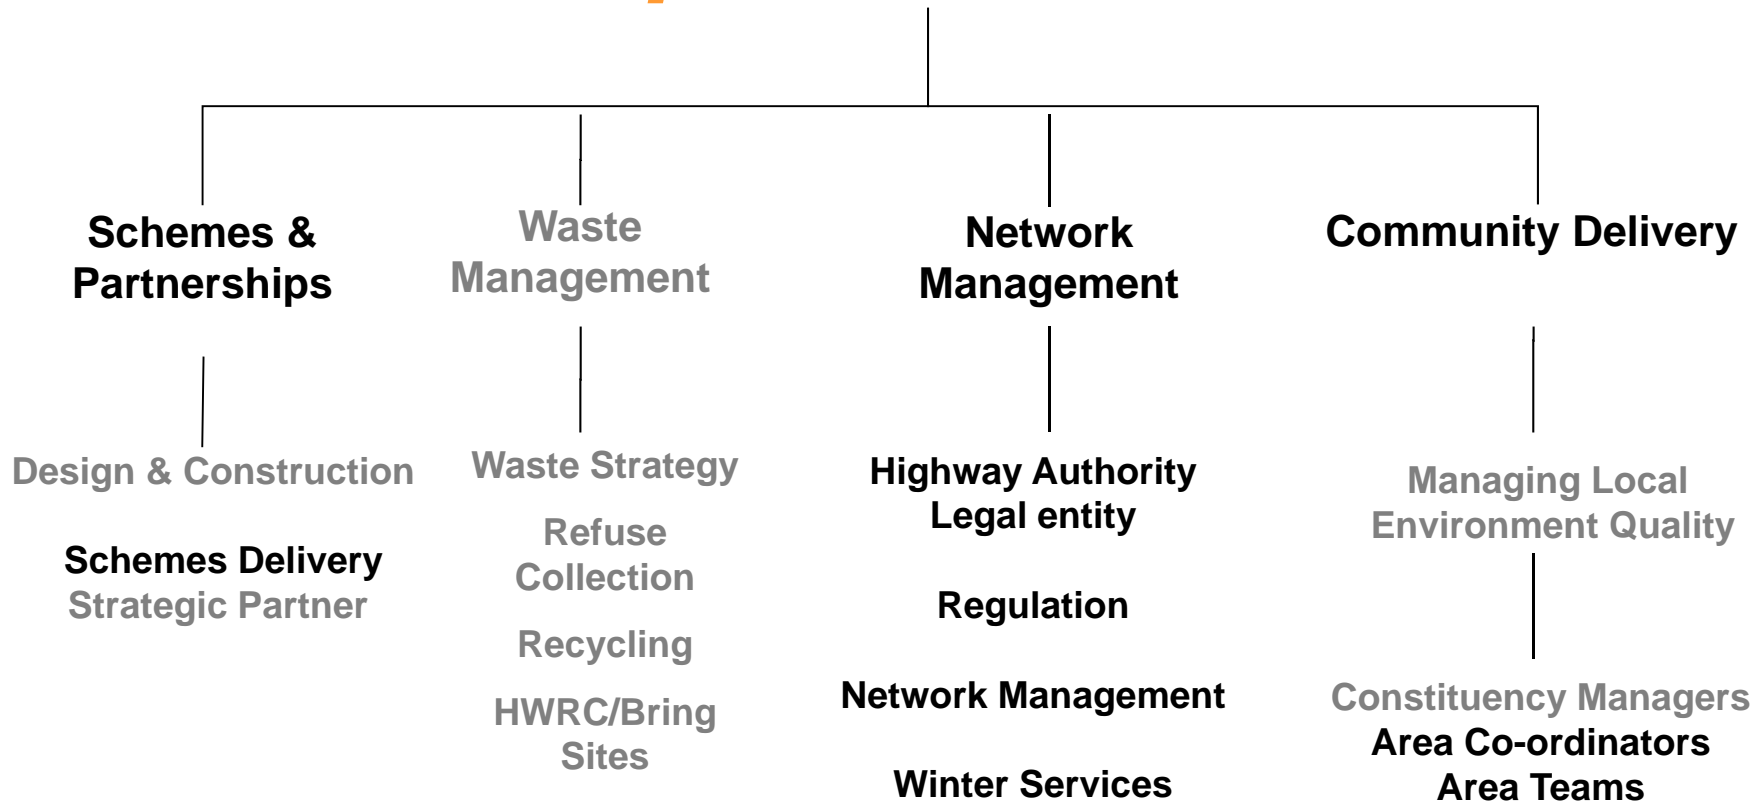 Schemes &
Partnerships
Waste
Management
Network
Management
Community Delivery
Design & Construction
Schemes Delivery
Strategic Partner
Waste Strategy
Refuse
Collection
Recycling
HWRC/Bring
Sites
Highway Authority
Legal entity
Regulation
Network Management
Winter Services
Managing Local
Environment Quality
Constituency Managers
Area Co-ordinators
Area Teams